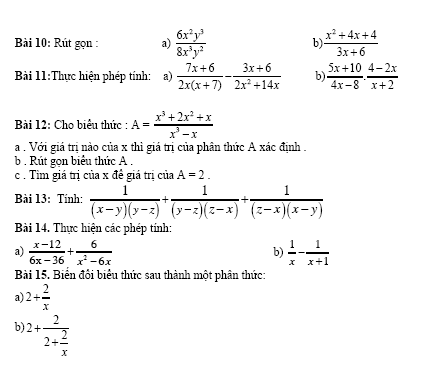 Bài 10: Rút gọn : a) \frac{6x^2y^3}{8x^3y^2} b) \frac{x^2+4x+4}{3x+6}
Bài 11:Thực hiện phép tính: a) \frac{7x+6}{2x(x+7)} - \frac{3x+6}{2x^2+14x} b) \frac{5x+10}{4x-8} . \frac{4-2x}{x+2}
Bài 12: Cho biểu thức : A = \frac{x^3+2x^2+x}{x^3-x}
a . Với giá trị nào của x thì giá trị của phân thức A xác định .
b . Rút gọn biểu thức A .
c . Tìm giá trị của x để giá trị của A = 2 .
Bài 13: Tính: \frac{1}{(x-y)(y-z)} + \frac{1}{(y-z)(z-x)} + \frac{1}{(z-x)(x-y)}
Bài 14. Thực hiện các phép tính:
a) \frac{x-12}{6x-36} + \frac{6}{x^2-6x} b) \frac{1}{x} - \frac{1}{x+1}
Bài 15. Biến đổi biểu thức sau thành một phân thức:
a) 2+\frac{2}{x}
b) 2+\frac{2}{2+\frac{2}{x}}